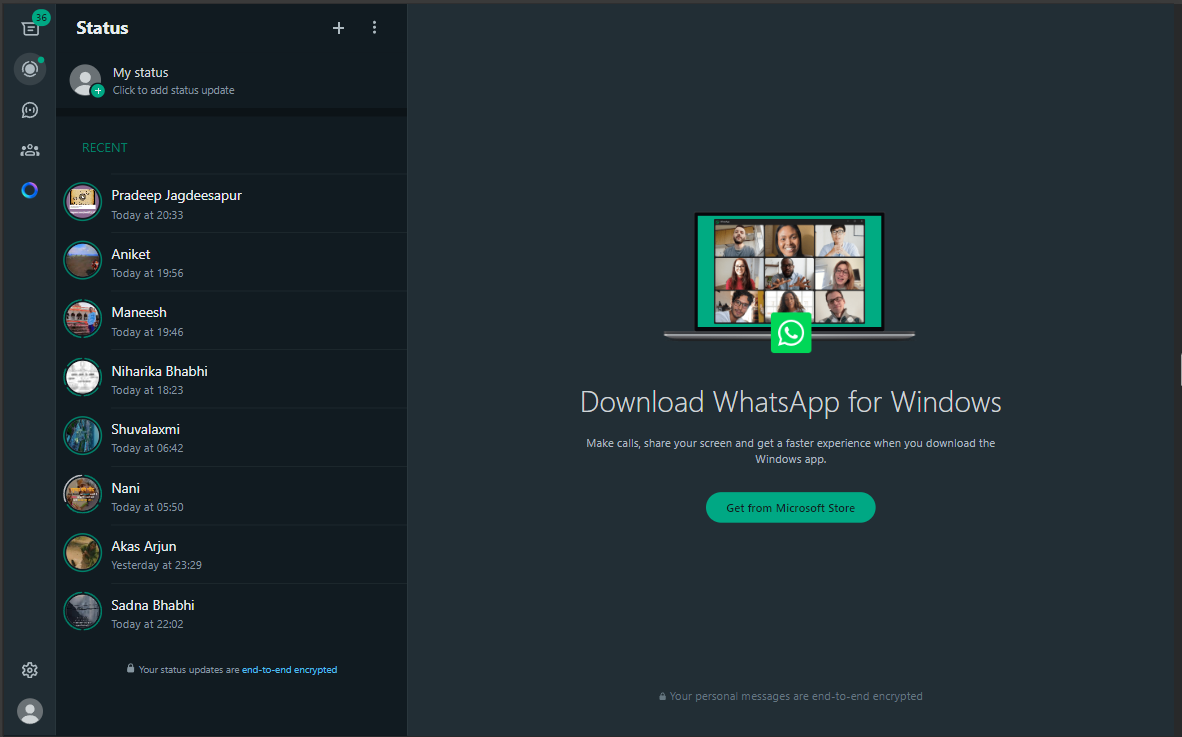 36
Status
My status
Click to add status update
RECENT
Pradeep Jagdeesapur
Today at 20:33
Aniket
Today at 19:56
Maneesh
Today at 19:46
Niharika Bhabhi
Today at 18:23
Shuvalaxmi
Today at 06:42
Nani
Today at 05:50
Akas Arjun
Yesterday at 23:29
Sadna Bhabhi
Today at 22:02
Your status updates are end-to-end encrypted
Download WhatsApp for Windows
Make calls, share your screen and get a faster experience when you download the
Windows app.
Get from Microsoft Store
Your personal messages are end-to-end encrypted